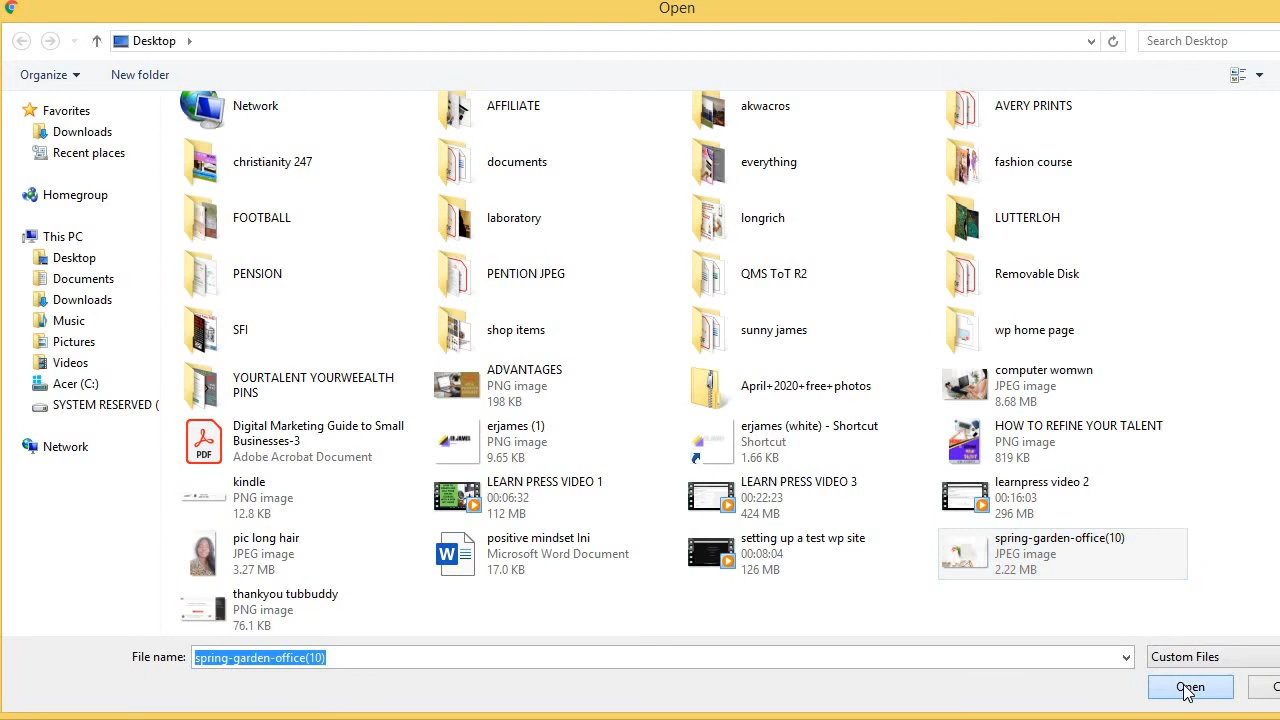 Open
Desktop
Search Desktop
Organize
New folder
Favorites
Downloads
Recent places
Homegroup
This PC
Desktop
Documents
Downloads
Music
Pictures
Videos
Acer (C:)
SYSTEM RESERVED (
Network
Network
AFFILIATE
akwacros
AVERY PRINTS
christianity 247
documents
everything
fashion course
FOOTBALL
laboratory
longrich
LUTTERLOH
PENSION
PENTION JPEG
QMS ToT R2
Removable Disk
SFI
shop items
sunny james
wp home page
YOURTALENT YOURWEEALTH
PINS
ADVANTAGES
PNG image
198 KB
April+2020+free+photos
computer womwn
JPEG image
8.68 MB
Digital Marketing Guide to Small
Businesses-3
Adobe Acrobat Document
PDF
erjames (1)
PNG image
9.65 KB
erjames (white) - Shortcut
Shortcut
1.66 KB
HOW TO REFINE YOUR TALENT
PNG image
819 KB
kindle
PNG image
12.8 KB
LEARN PRESS VIDEO 1
00:06:32
112 MB
LEARN PRESS VIDEO 3
00:22:23
424 MB
learnpress video 2
00:16:03
296 MB
pic long hair
JPEG image
3.27 MB
positive mindset lni
Microsoft Word Document
17.0 KB
setting up a test wp site
00:08:04
126 MB
spring-garden-office(10)
JPEG image
2.22 MB
thankyou tubbuddy
PNG image
76.1 KB
File name:
spring-garden-office(10)
Custom Files
Open
C